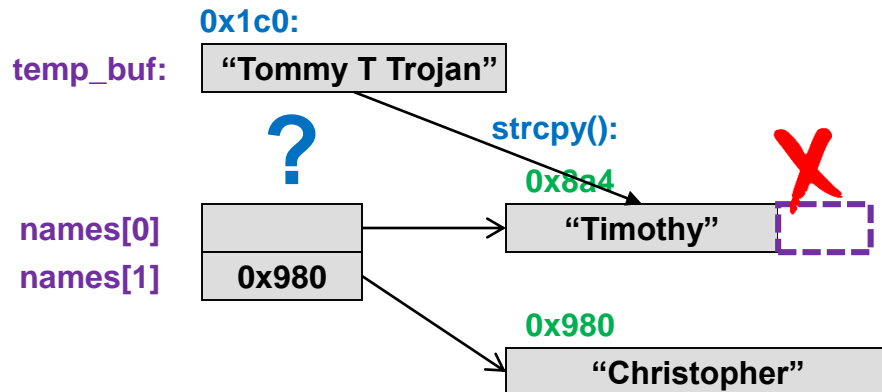 0x1c0:
temp_buf: “Tommy T Trojan”
? strcpy():
0x8a4
names[0] “Timothy”
names[1] 0x980
0x980
“Christopher”